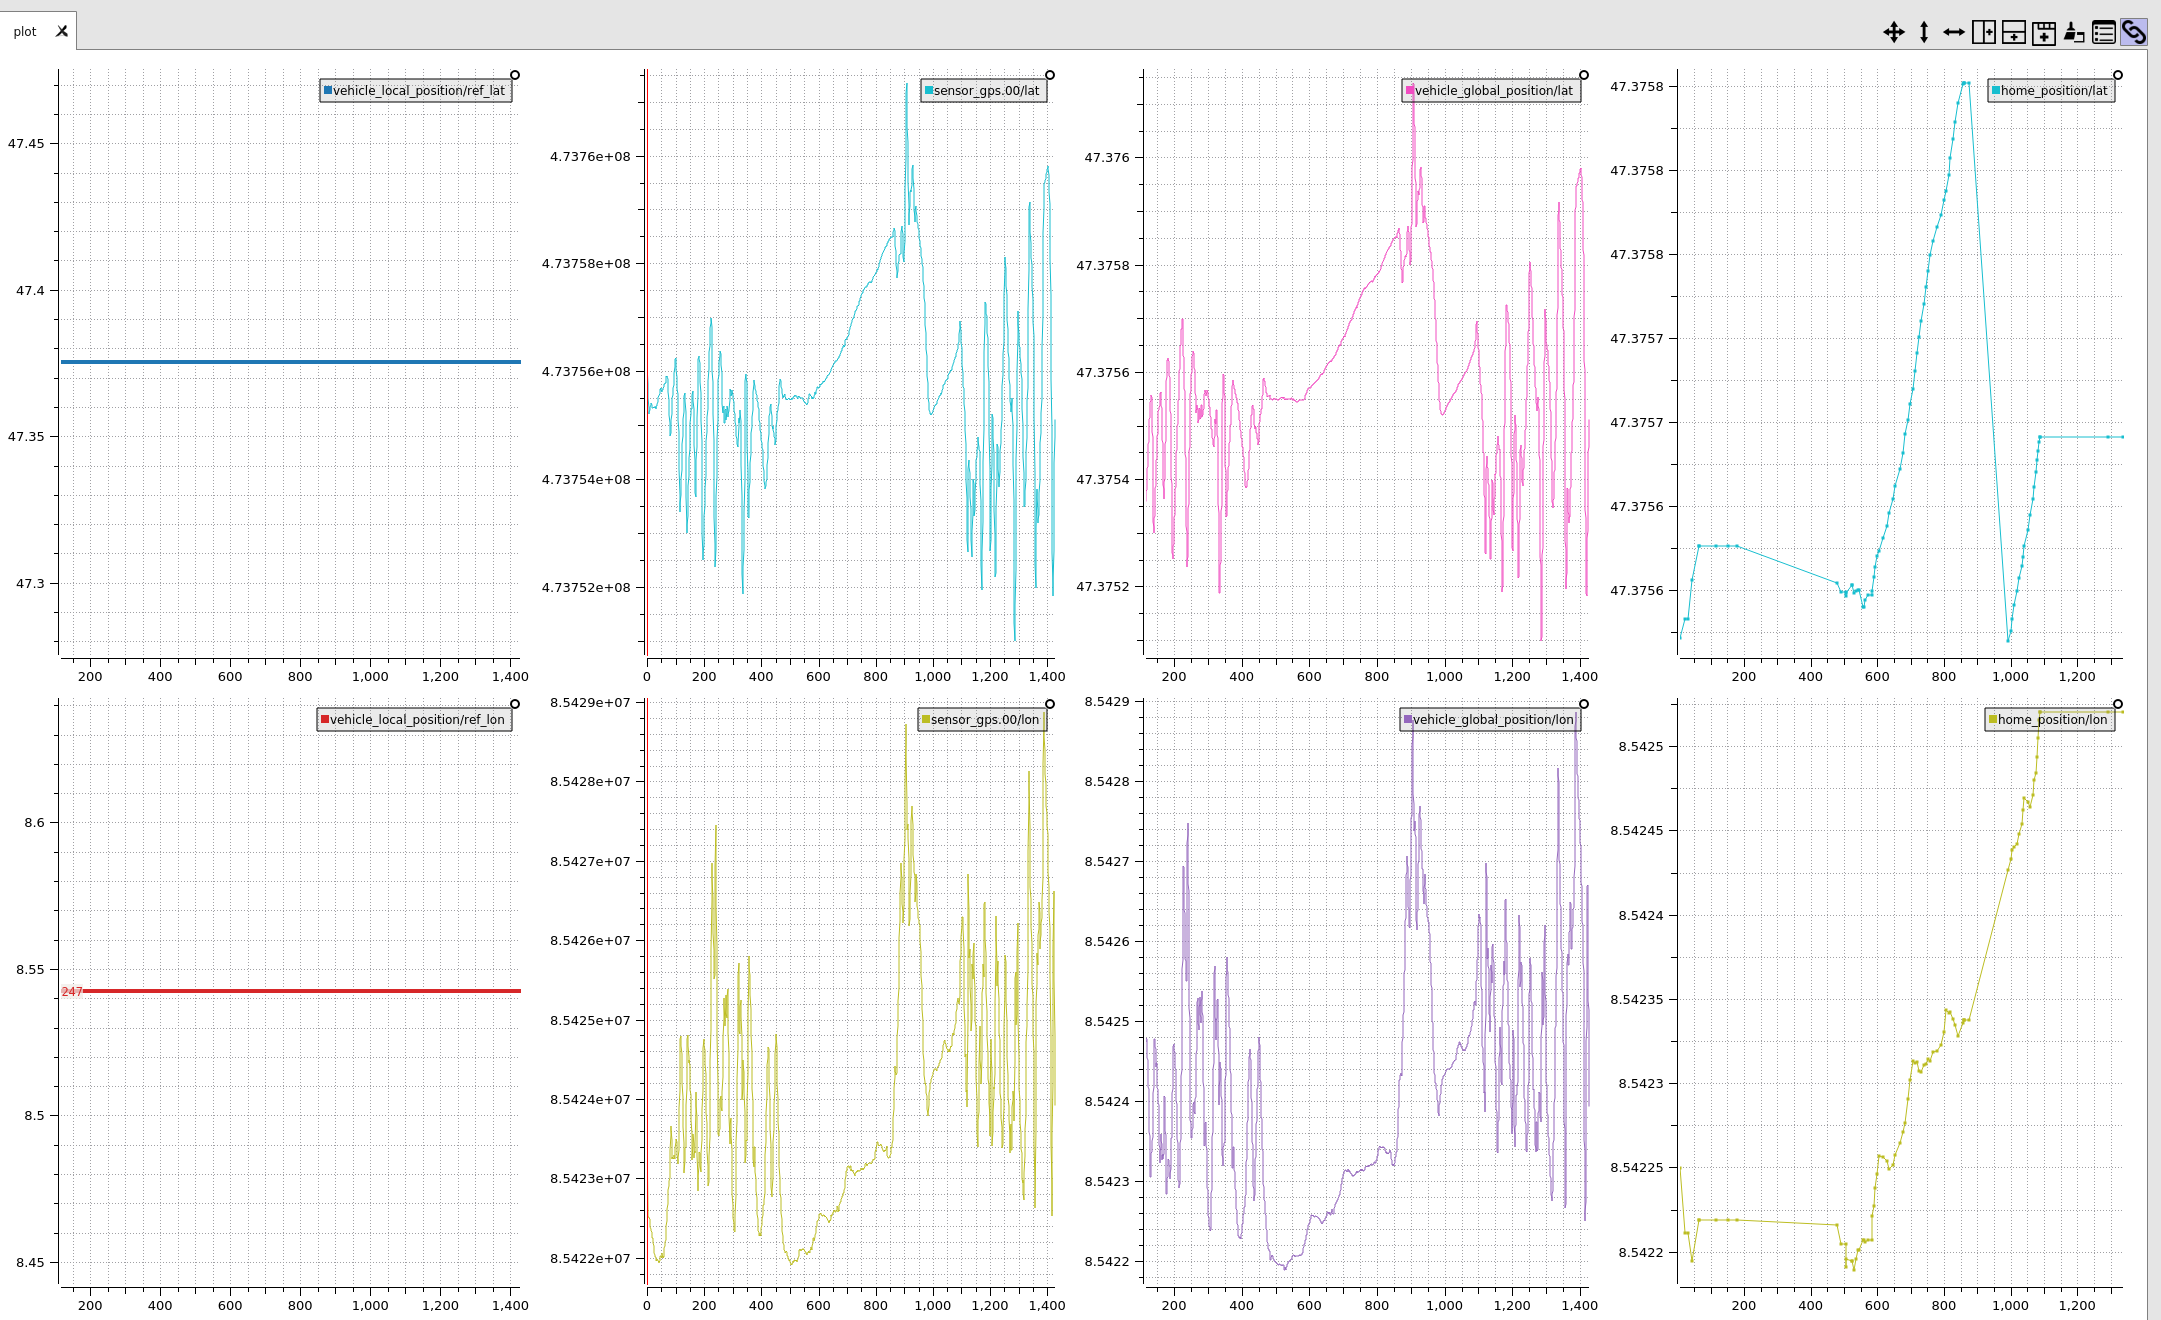 plot
vehicle_local_position/ref_lat
47.45
47.4
47.35
47.3
200 400 600 800 1,000 1,200 1,400
sensor_gps.00/lat
4.7376e+08
4.73758e+08
4.73756e+08
4.73754e+08
4.73752e+08
0 200 400 600 800 1,000 1,200 1,400
vehicle_global_position/lat
47.376
47.3758
47.3756
47.3754
47.3752
200 400 600 800 1,000 1,200 1,400
home_position/lat
47.3758
47.3758
47.3758
47.3757
47.3757
47.3756
47.3756
200 400 600 800 1,000 1,200
vehicle_local_position/ref_lon
8.6
8.55
247
8.5
8.45
200 400 600 800 1,000 1,200 1,400
sensor_gps.00/lon
8.5429e+07
8.5428e+07
8.5427e+07
8.5426e+07
8.5425e+07
8.5424e+07
8.5423e+07
8.5422e+07
0 200 400 600 800 1,000 1,200 1,400
vehicle_global_position/lon
8.5429
8.5428
8.5427
8.5426
8.5425
8.5424
8.5423
8.5422
200 400 600 800 1,000 1,200 1,400
home_position/lon
8.5425
8.54245
8.5424
8.54235
8.5423
8.54225
8.5422
200 400 600 800 1,000 1,200